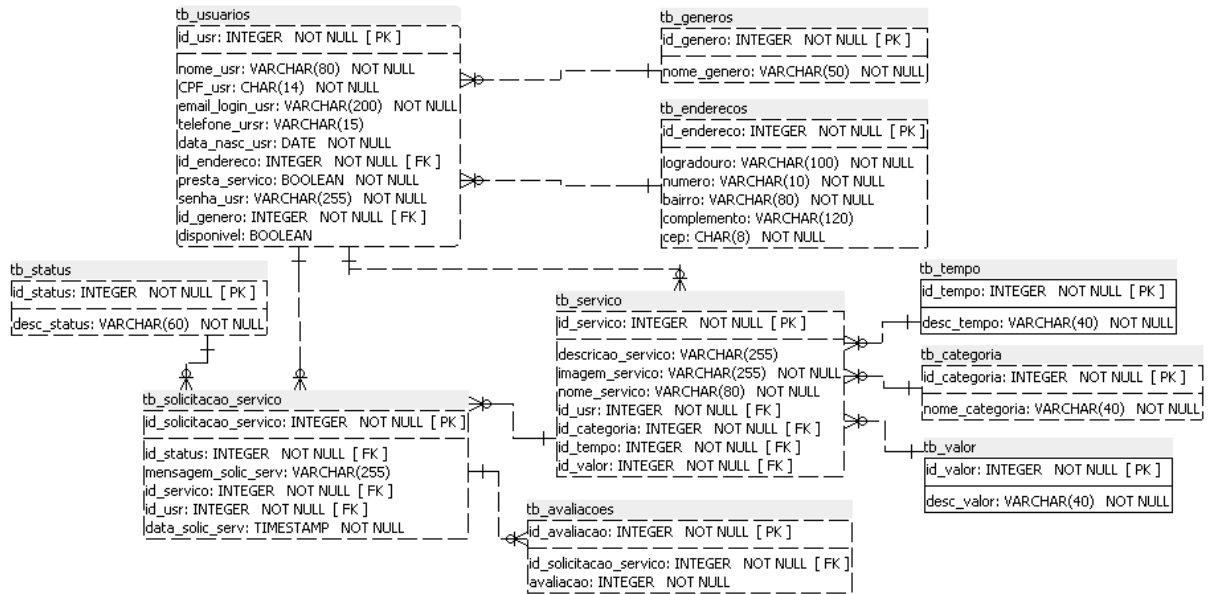 tb_usuarios
id_usr: INTEGER NOT NULL [ PK ]
nome_usr: VARCHAR(80) NOT NULL
CPF_usr: CHAR(14) NOT NULL
email_login_usr: VARCHAR(200) NOT NULL
telefone_ursr: VARCHAR(15)
data_nasc_usr: DATE NOT NULL
id_endereco: INTEGER NOT NULL [ FK ]
presta_servico: BOOLEAN NOT NULL
senha_usr: VARCHAR(255) NOT NULL
id_genero: INTEGER NOT NULL [ FK ]
disponivel: BOOLEAN
tb_generos
id_genero: INTEGER NOT NULL [ PK ]
nome_genero: VARCHAR(50) NOT NULL
tb_enderecos
id_endereco: INTEGER NOT NULL [ PK ]
logradouro: VARCHAR(100) NOT NULL
numero: VARCHAR(10) NOT NULL
bairro: VARCHAR(80) NOT NULL
complemento: VARCHAR(120)
cep: CHAR(8) NOT NULL
tb_status
id_status: INTEGER NOT NULL [ PK ]
desc_status: VARCHAR(60) NOT NULL
tb_servico
id_servico: INTEGER NOT NULL [ PK ]
descricao_servico: VARCHAR(255)
imagem_servico: VARCHAR(255) NOT NULL
nome_servico: VARCHAR(80) NOT NULL
id_usr: INTEGER NOT NULL [ FK ]
id_categoria: INTEGER NOT NULL [ FK ]
id_tempo: INTEGER NOT NULL [ FK ]
id_valor: INTEGER NOT NULL [ FK ]
tb_tempo
id_tempo: INTEGER NOT NULL [ PK ]
desc_tempo: VARCHAR(40) NOT NULL
tb_categoria
id_categoria: INTEGER NOT NULL [ PK ]
nome_categoria: VARCHAR(40) NOT NULL
tb_valor
id_valor: INTEGER NOT NULL [ PK ]
desc_valor: VARCHAR(40) NOT NULL
tb_solicitacao_servico
id_solicitacao_servico: INTEGER NOT NULL [ PK ]
id_status: INTEGER NOT NULL [ FK ]
mensagem_solic_serv: VARCHAR(255)
id_servico: INTEGER NOT NULL [ FK ]
id_usr: INTEGER NOT NULL [ FK ]
data_solic_serv: TIMESTAMP NOT NULL
tb_avaliacoes
id_avaliacao: INTEGER NOT NULL [ PK ]
id_solicitacao_servico: INTEGER NOT NULL [ FK ]
avaliacao: INTEGER NOT NULL